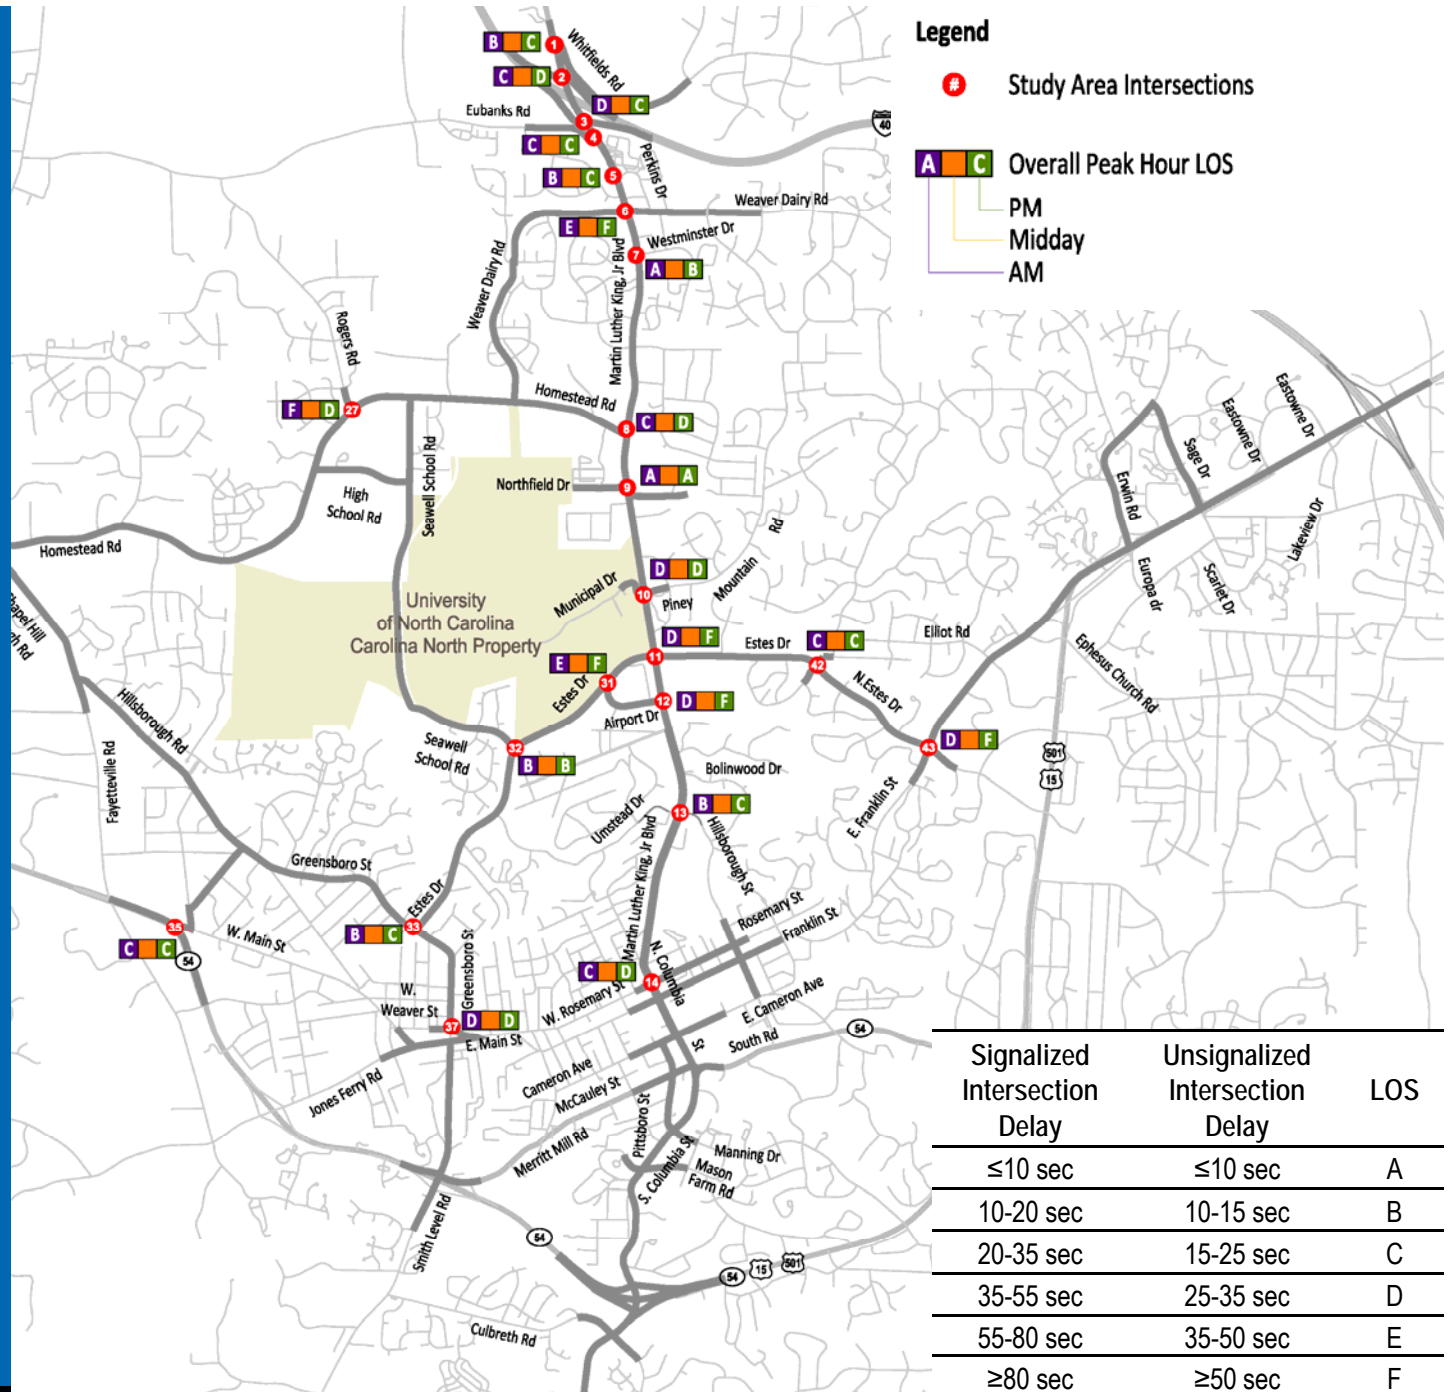 Legend
# Study Area Intersections
A C Overall Peak Hour LOS
PM
Midday
AM
B C 1
Whitfields Rd
C D 2
D C
Eubanks Rd
3
4
C C
40
Perkins Dr
B C 5
Weaver Dairy Rd
6
E F
Westminster Dr
7
A B
Weaver Dairy Rd
Martin Luther King, Jr Blvd
Rogers Rd
F D 27
Homestead Rd
8 C D
Seawell School Rd
A A
Northfield Dr 9
High
School Rd
Homestead Rd
Eastowne Dr
Eastowne Dr
Sage Dr
Erwin Rd
Lakeview Dr
Europa dr
Scarlet Dr
Rd
Mountain
Piney
D D
Municipal Dr
10
University
of North Carolina
Carolina North Property
Chapel Hill
gh Rd
D F
11
Estes Dr
C C
42
Elliot Rd
Ephesus Church Rd
E F
31
Estes Dr
12 D F
Airport Dr
N.Estes Dr
43 D F
E. Franklin St
501
15
Hillsborough Rd
Fayetteville Rd
Seawell
School Rd
32
B B
Bolinwood Dr
13 B C
Umstead Dr
Hillsborough St
Martin Luther King, Jr Blvd
Greensboro St
Estes Dr
B C 33
35
C C
54
W. Main St
Greensboro St
Rosemary St
Franklin St
N. Columbia
St
C D
14
W. Rosemary St
W.
Weaver St
37 D D
E. Main St
E. Cameron Ave
South Rd
54
Jones Ferry Rd
Cameron Ave
McCauley St
Merritt Mill Rd
Pittsboro St
S. Columbia St
Manning Dr
Mason
Farm Rd
Smith Level Rd
54
54 15 501
Culbreth Rd
Signalized Intersection Delay Unsignalized Intersection Delay LOS
≤10 sec ≤10 sec A
10-20 sec 10-15 sec B
20-35 sec 15-25 sec C
35-55 sec 25-35 sec D
55-80 sec 35-50 sec E
≥80 sec ≥50 sec F